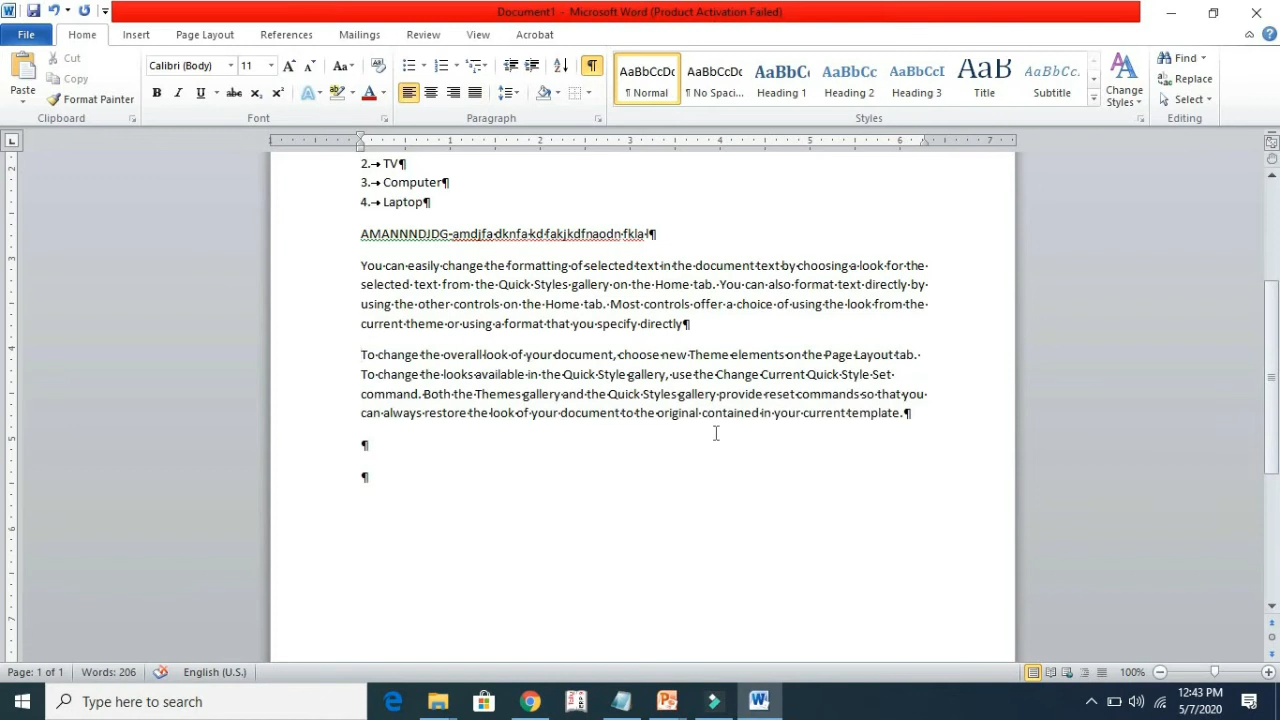 Document1 - Microsoft Word (Product Activation Failed)
File Home Insert Page Layout References Mailings Review View Acrobat
Paste
Cut
Copy
Format Painter
Clipboard
Calibri (Body) 11
Font
Paragraph
AaBbCcDc AaBbCcDc AaBbC AaBbCc AaBbCcI AaB AaBbCc.
¶ Normal ¶ No Spaci... Heading 1 Heading 2 Heading 3 Title Subtitle
Styles
Change
Styles
Find
Replace
Select
Editing
1 2 3 4 5 6 7
2.→ TV¶
3.→ Computer¶
4.→ Laptop¶
AMANNNDJDG·amdjfa·dknfa·kd·fakjkdfnaodn·fkla·l¶
You·can·easily·change·the·formatting·of·selected·text·in·the·document·text·by·choosing·a·look·for·the·
selected·text·from·the·Quick·Styles·gallery·on·the·Home·tab.·You·can·also·format·text·directly·by·
using·the·other·controls·on·the·Home·tab.·Most·controls·offer·a·choice·of·using·the·look·from·the·
current·theme·or·using·a·format·that·you·specify·directly¶
To·change·the·overall·look·of·your·document,·choose·new·Theme·elements·on·the·Page·Layout·tab.·
To·change·the·looks·available·in·the·Quick·Style·gallery,·use·the·Change·Current·Quick·Style·Set·
command.·Both·the·Themes·gallery·and·the·Quick·Styles·gallery·provide·reset·commands·so·that·you·
can·always·restore·the·look·of·your·document·to·the·original·contained·in·your·current·template.¶
¶
¶
Page: 1 of 1 Words: 206 English (U.S.) 100%
Type here to search
12:43 PM
5/7/2020